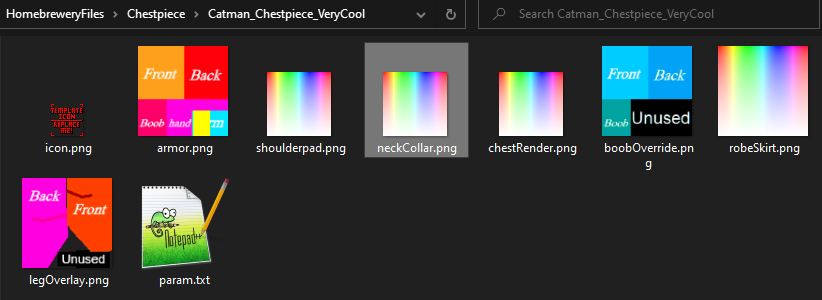 HomebreweryFiles > Chestpiece > Catman_Chestpiece_VeryCool
Search Catman_Chestpiece_VeryCool
TEMPLATE
ICON
REPLACE
ME!
Front Back
Boob hand arm
Front Back
Boob Unused
icon.png armor.png shoulderpad.png neckCollar.png chestRender.png boobOverride.pn
g robeSkirt.png
Back Front
Unused
Notepad++
legOverlay.png param.txt